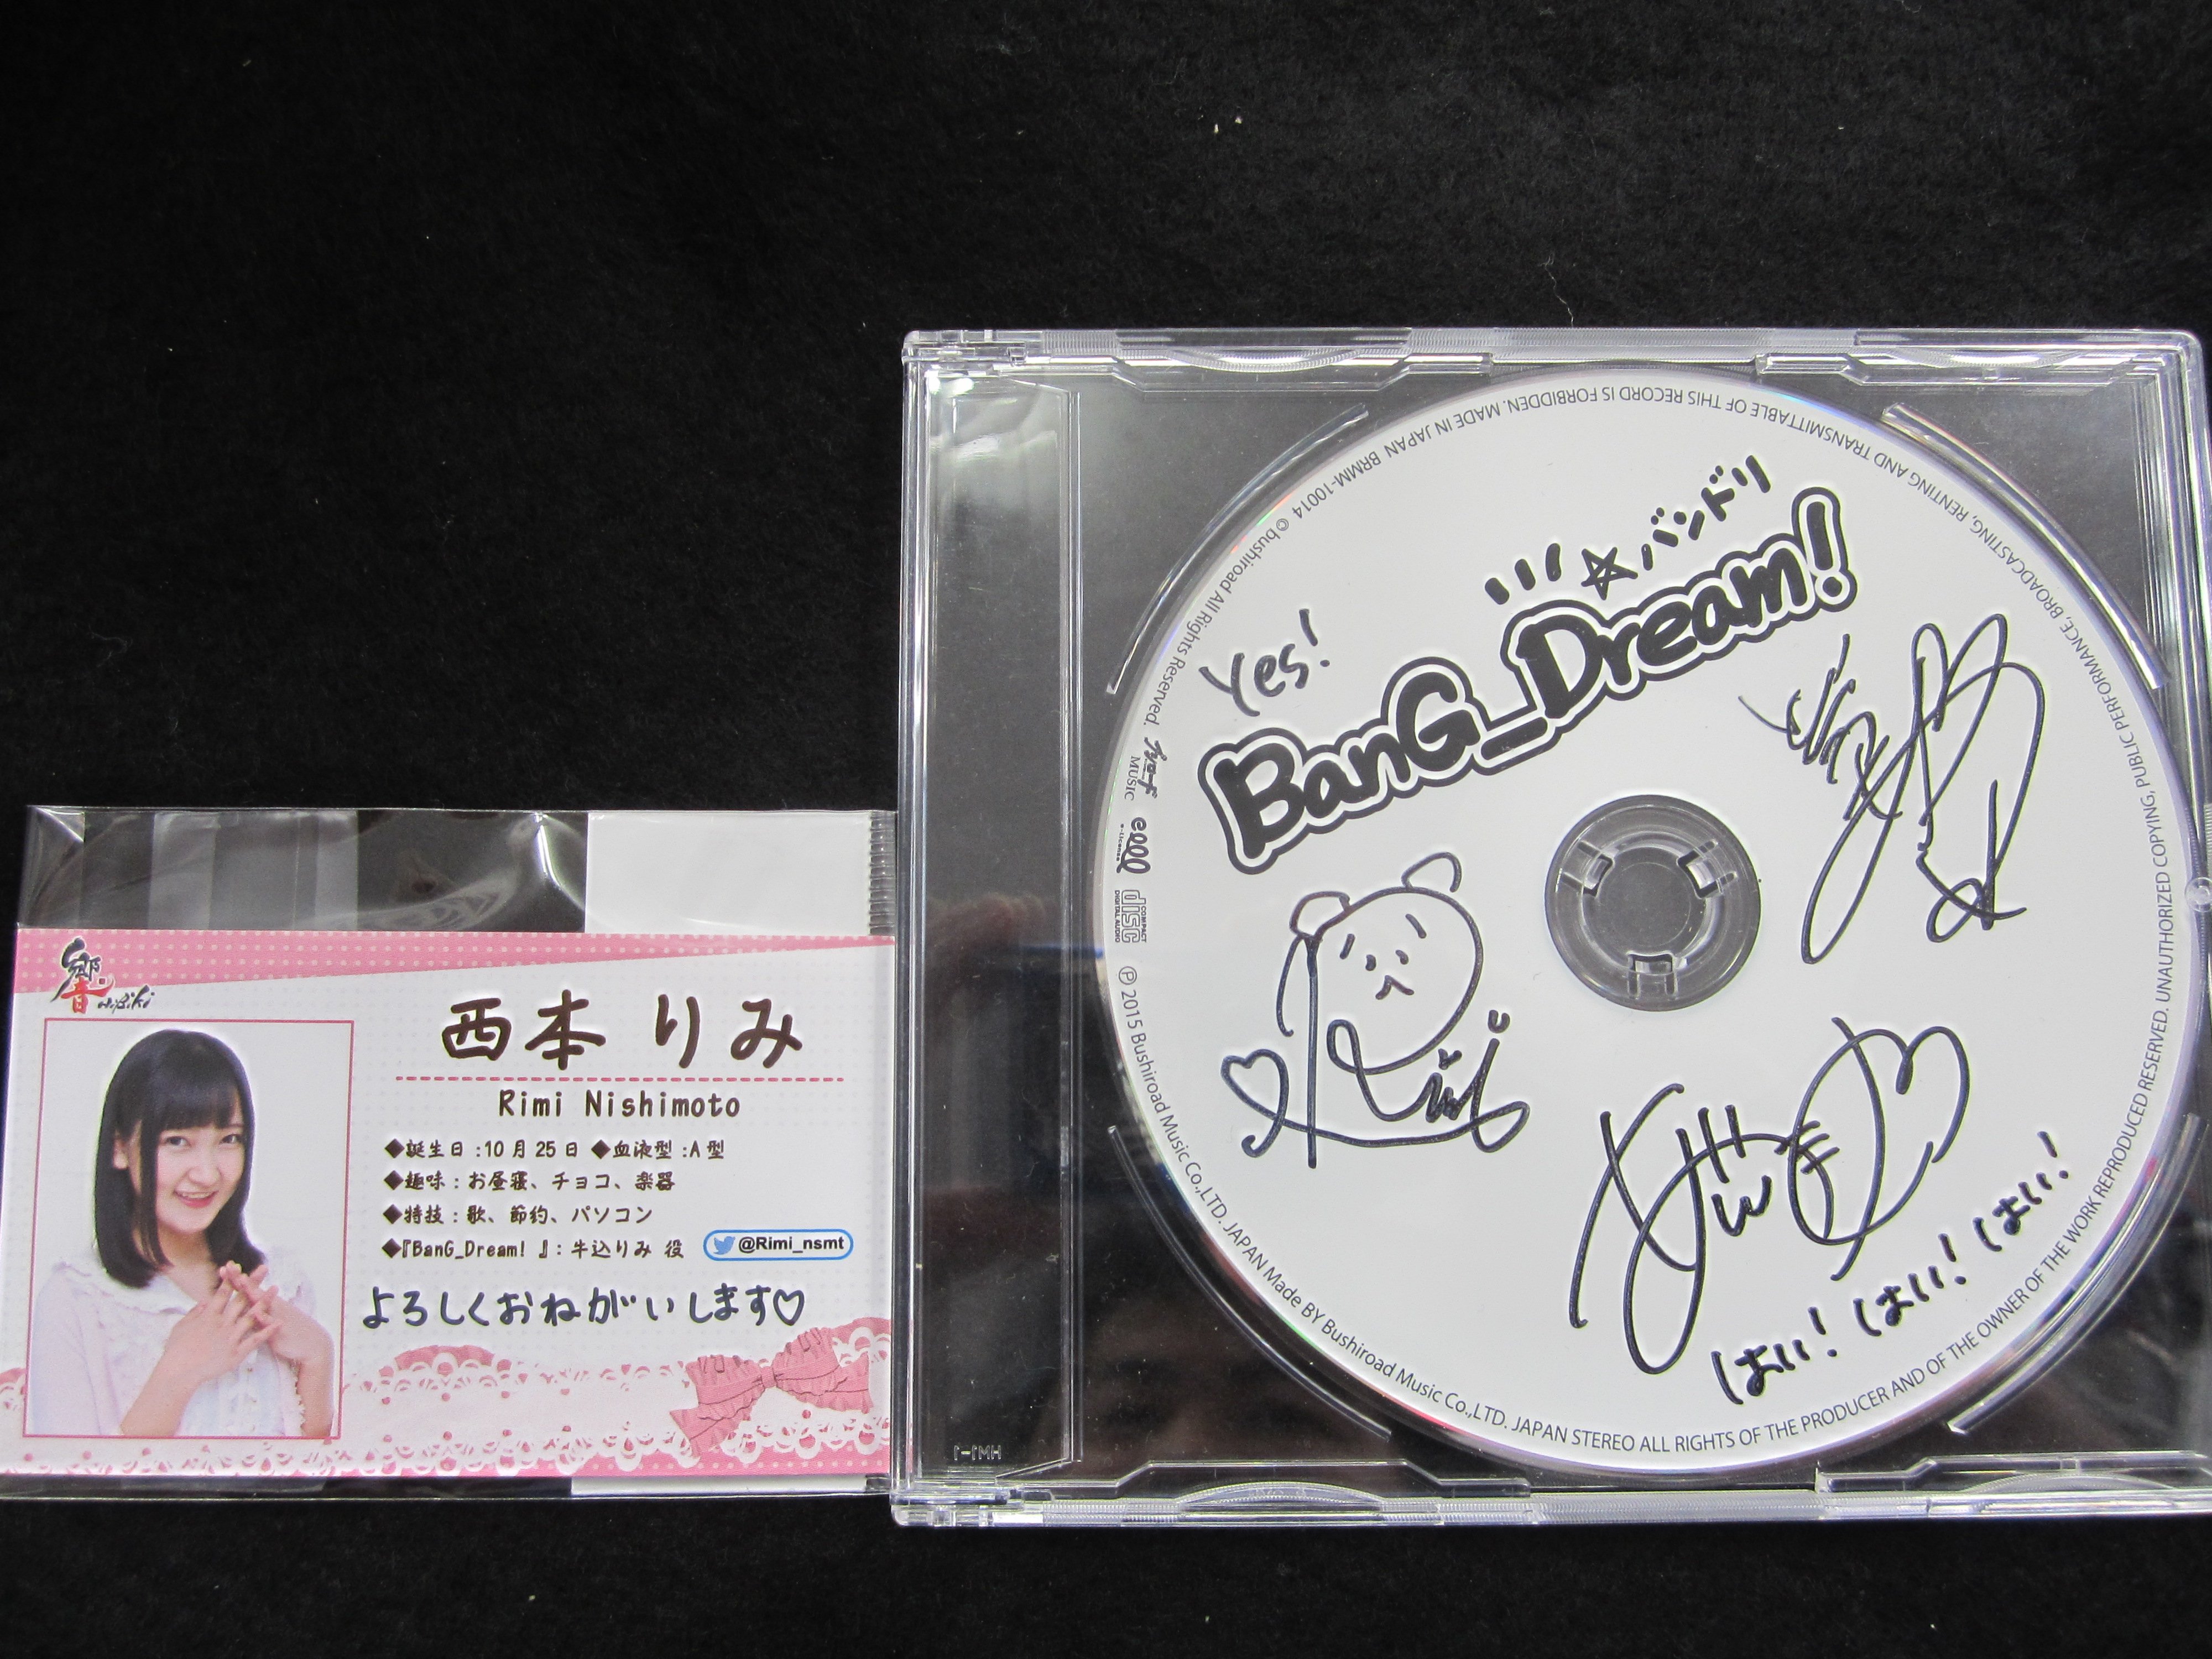 響 HiBiKi
西本 りみ
Rimi Nishimoto
◆誕生日:10月25日 ◆血液型:A型
◆趣味:お昼寝、チョコ、楽器
◆特技:歌、節約、パソコン
◆『BanG_Dream! 』:牛込りみ 役 @Rimi_nsmt
よろしくおねがいします♡
☆バンドリ
Yes!
BanG_Dream!
Rimi
はい!はい!はい!
MUSIC
e-License
COMPACT
disc
DIGITAL AUDIO
Ⓟ 2015 Bushiroad Music Co.,LTD. JAPAN Made BY Bushiroad Music Co.,LTD. JAPAN STEREO ALL RIGHTS OF THE PRODUCER AND OF THE OWNER OF THE WORK REPRODUCED RESERVED. UNAUTHORIZED COPYING, PUBLIC PERFORMANCE, BROADCASTING, RENTING AND TRANSMITTABLE OF THIS RECORD IS FORBIDDEN. MADE IN JAPAN BRMM-10014 ©bushiroad All Rights Reserved.